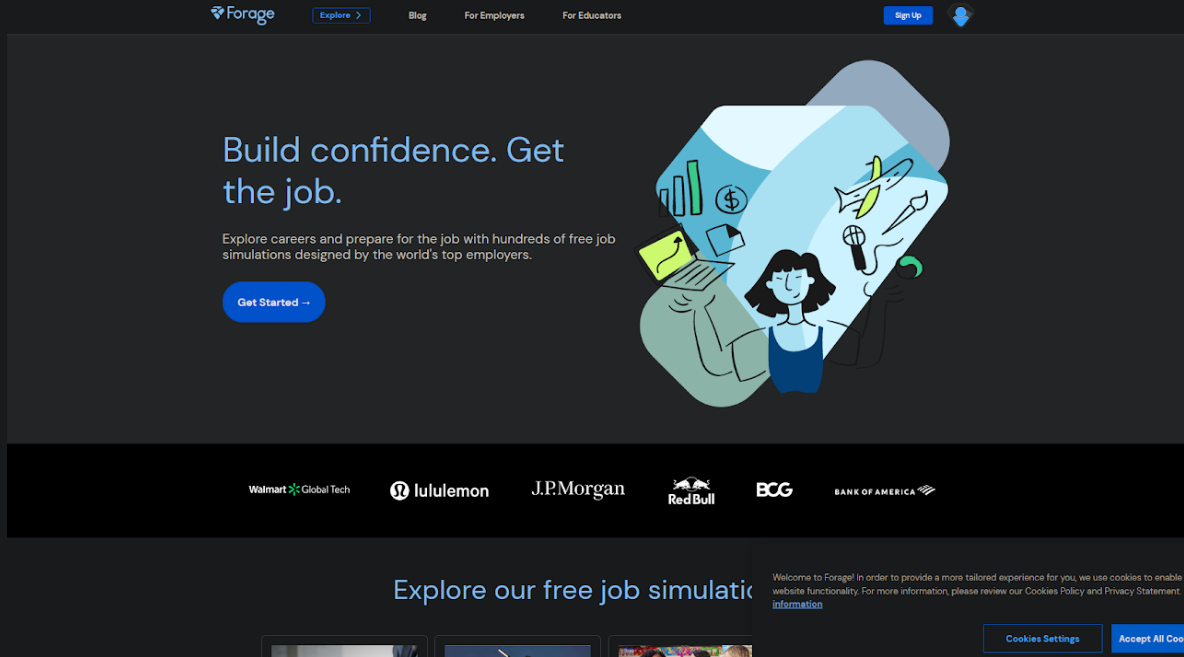 Forage
Explore >
Blog
For Employers
For Educators
Sign Up
Build confidence. Get
the job.
Explore careers and prepare for the job with hundreds of free job
simulations designed by the world's top employers.
Get Started →
$
Walmart Global Tech
lululemon
J.P.Morgan
Red Bull
BCG
BANK OF AMERICA
Explore our free job simulatio
Welcome to Forage! In order to provide a more tailored experience for you, we use cookies to enable
website functionality. For more information, please review our Cookies Policy and Privacy Statement.
information
Cookies Settings
Accept All Coo